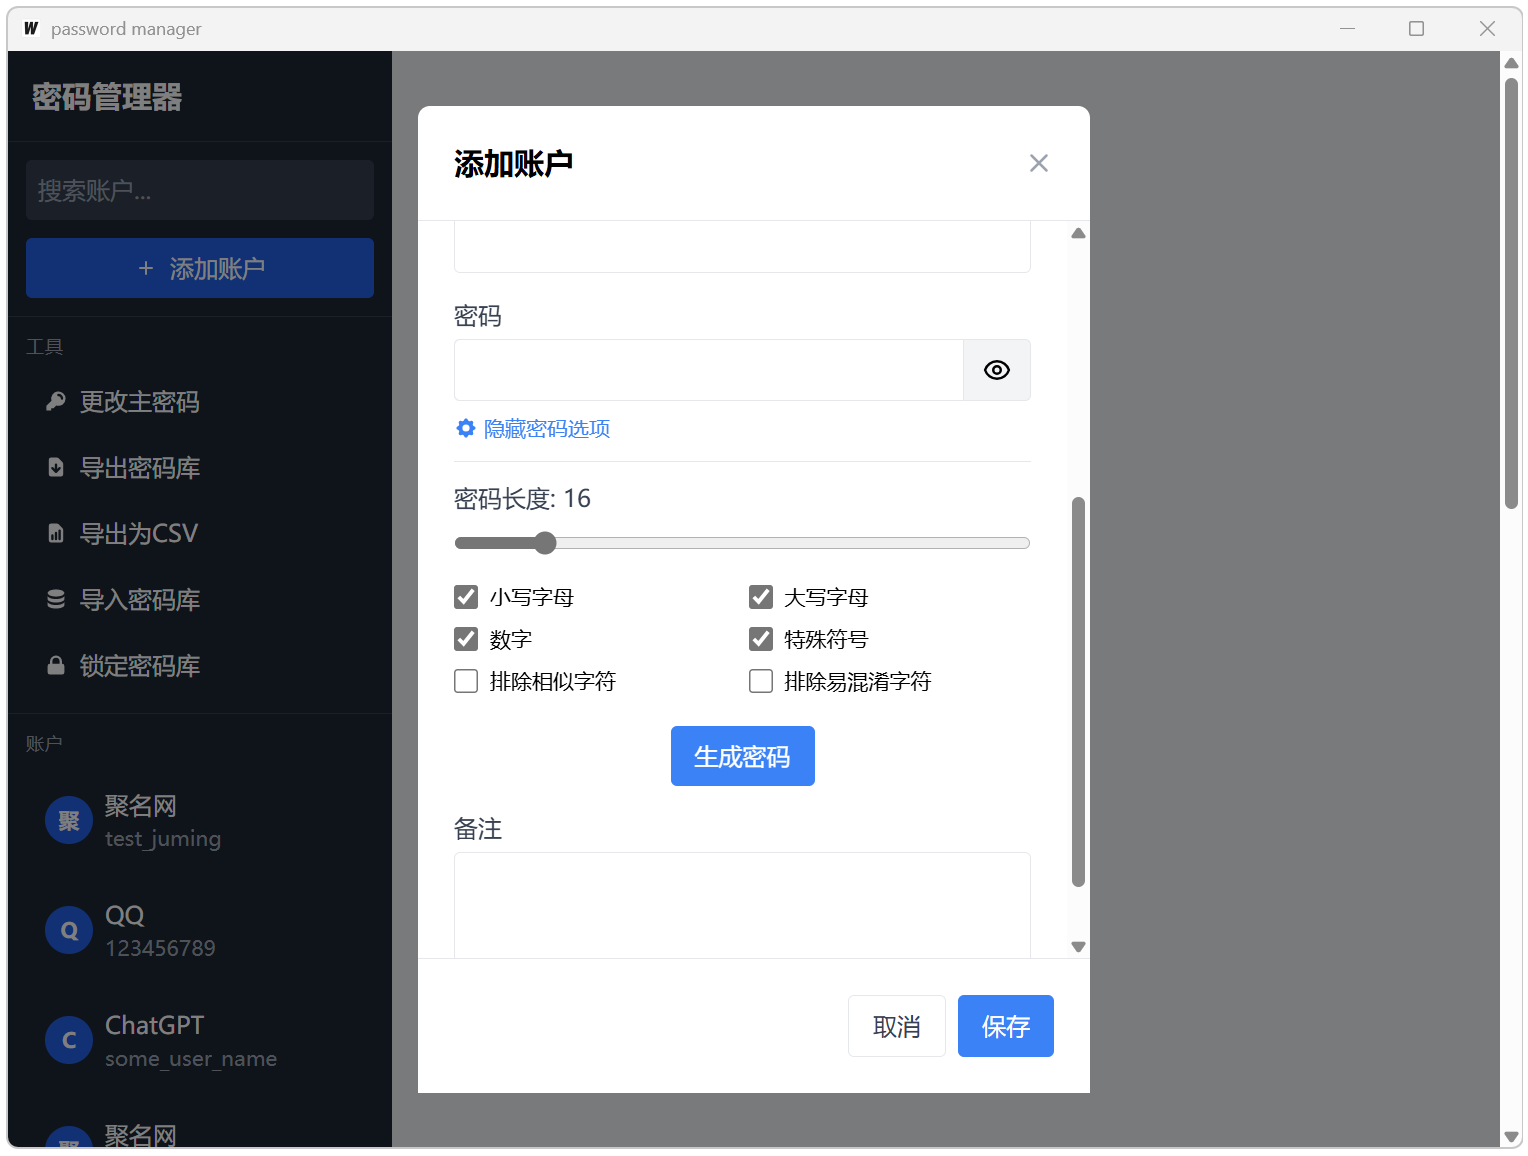 W password manager
密码管理器
搜索账户...
+ 添加账户
工具
更改主密码
导出密码库
导出为CSV
导入密码库
锁定密码库
账户
聚
聚名网
test_juming
Q
QQ
123456789
C
ChatGPT
some_user_name
聚
聚名网
添加账户
密码
隐藏密码选项
密码长度: 16
小写字母
大写字母
数字
特殊符号
排除相似字符
排除易混淆字符
生成密码
备注
取消
保存